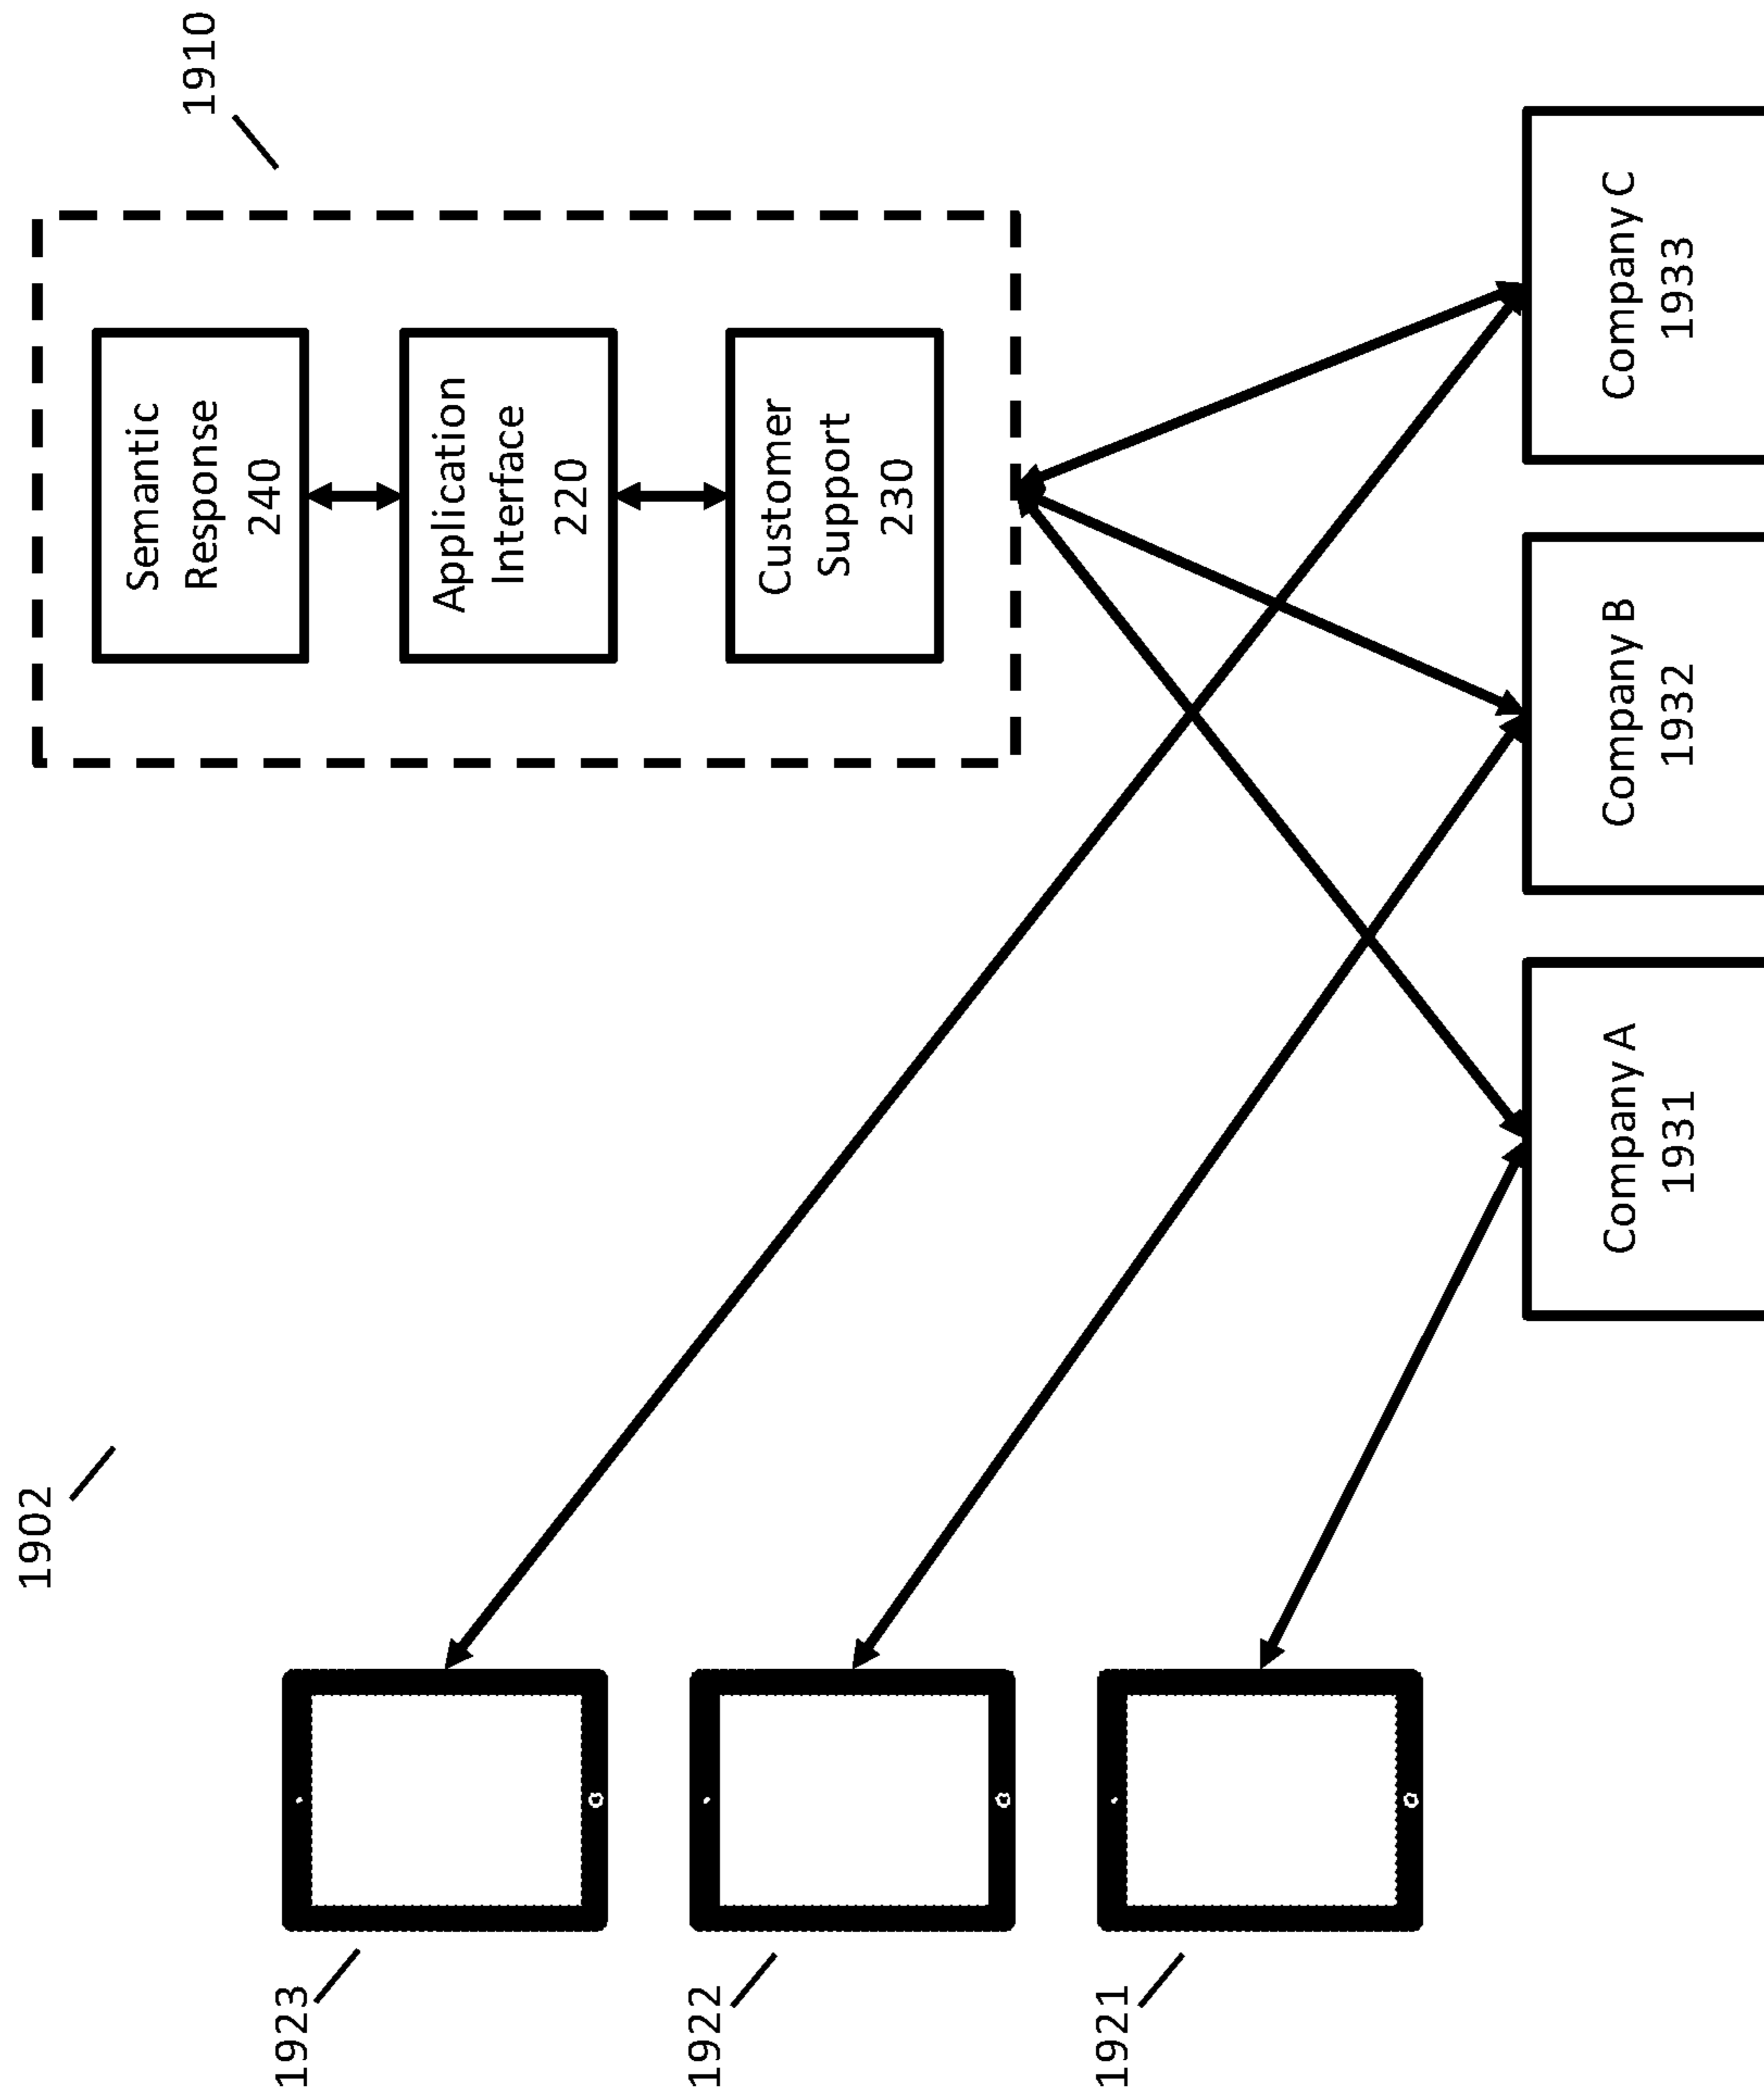 1902
1910
Semantic
Response
240
1923
Application
Interface
220
1922
Customer
Support
230
1921
Company A
1931
Company B
1932
Company C
1933